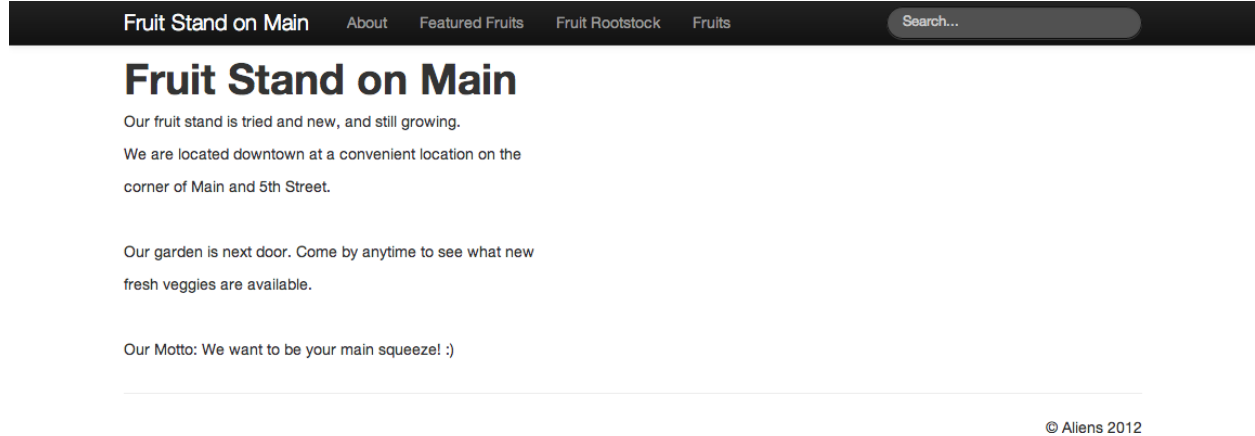 Fruit Stand on Main About Featured Fruits Fruit Rootstock Fruits Search...
Fruit Stand on Main
Our fruit stand is tried and new, and still growing.
We are located downtown at a convenient location on the
corner of Main and 5th Street.
Our garden is next door. Come by anytime to see what new
fresh veggies are available.
Our Motto: We want to be your main squeeze! :)
© Aliens 2012